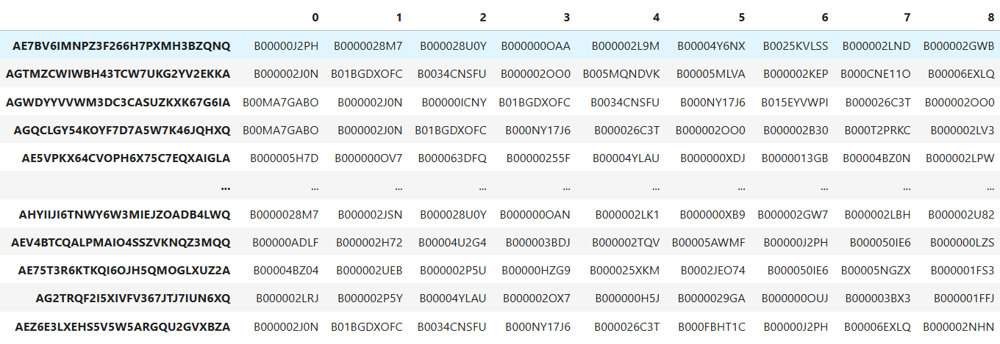 0 1 2 3 4 5 6 7 8
AE7BV6IMNPZ3F266H7PXMH3BZQNQ B00000J2PH B0000028M7 B000028U0Y B000000OAA B000002L9M B00004Y6NX B0025KVLSS B000002LND B000002GWB
AGTMZCWIWBH43TCW7UKG2YV2EKKA B000002J0N B01BGDXOFC B0034CNSFU B000002OO0 B005MQNDVK B00005MLVA B000002KEP B000CNE11O B00006EXLQ
AGWDYYVVWM3DC3CASUZKXK67G6IA B00MA7GABO B000002J0N B00000ICNY B01BGDXOFC B0034CNSFU B000NY17J6 B015EYVWPI B000026C3T B000002OO0
AGQCLGY54KOYF7D7A5W7K46JQHXQ B00MA7GABO B000002J0N B01BGDXOFC B000NY17J6 B000026C3T B000002OO0 B000002B30 B000T2PRKC B000002LV3
AE5VPKX64CVOPH6X75C7EQXAIGLA B000005H7D B000000OV7 B000063DFQ B00000255F B00004YLAU B000000XDJ B0000013GB B00004BZ0N B000002LPW
... ... ... ... ... ... ... ... ... ...
AHYIIJI6TNWY6W3MIEJZOADB4LWQ B0000028M7 B000002JSN B000028U0Y B000000OAN B000002LK1 B000000XB9 B000002GW7 B000002LBH B000002U82
AEV4BTCQALPMAIO4SSZVKNQZ3MQQ B00000ADLF B000002H72 B00004U2G4 B000003BDJ B000002TQV B00005AWMF B00000J2PH B000050IE6 B000000LZS
AE75T3R6KTKQI6OJH5QMOGLXUZ2A B00004BZ04 B000002UEB B000002P5U B00000HZG9 B000025XKM B0002JEO74 B000050IE6 B00005NGZX B000001FS3
AG2TRQF2I5XIVFV367JTJ7IUN6XQ B000002LRJ B000002P5Y B00004YLAU B000002OX7 B000000H5J B0000029GA B000000OUJ B000003BX3 B000001FFJ
AEZ6E3LXEHS5V5W5ARGQU2GVXBZA B000002J0N B01BGDXOFC B0034CNSFU B000NY17J6 B000026C3T B000FBHT1C B00000J2PH B00006EXLQ B000002NHN